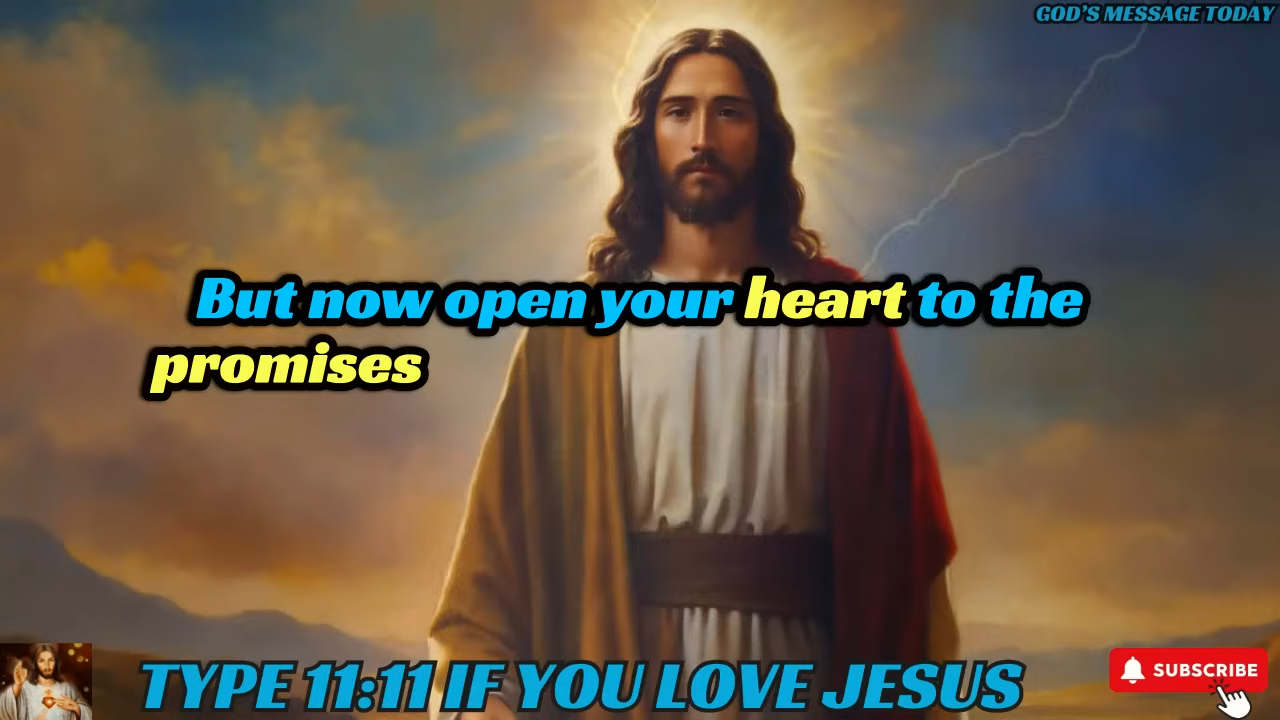 GOD'S MESSAGE TODAY
But now open your heart to the
promises
TYPE 11:11 IF YOU LOVE JESUS
SUBSCRIBE